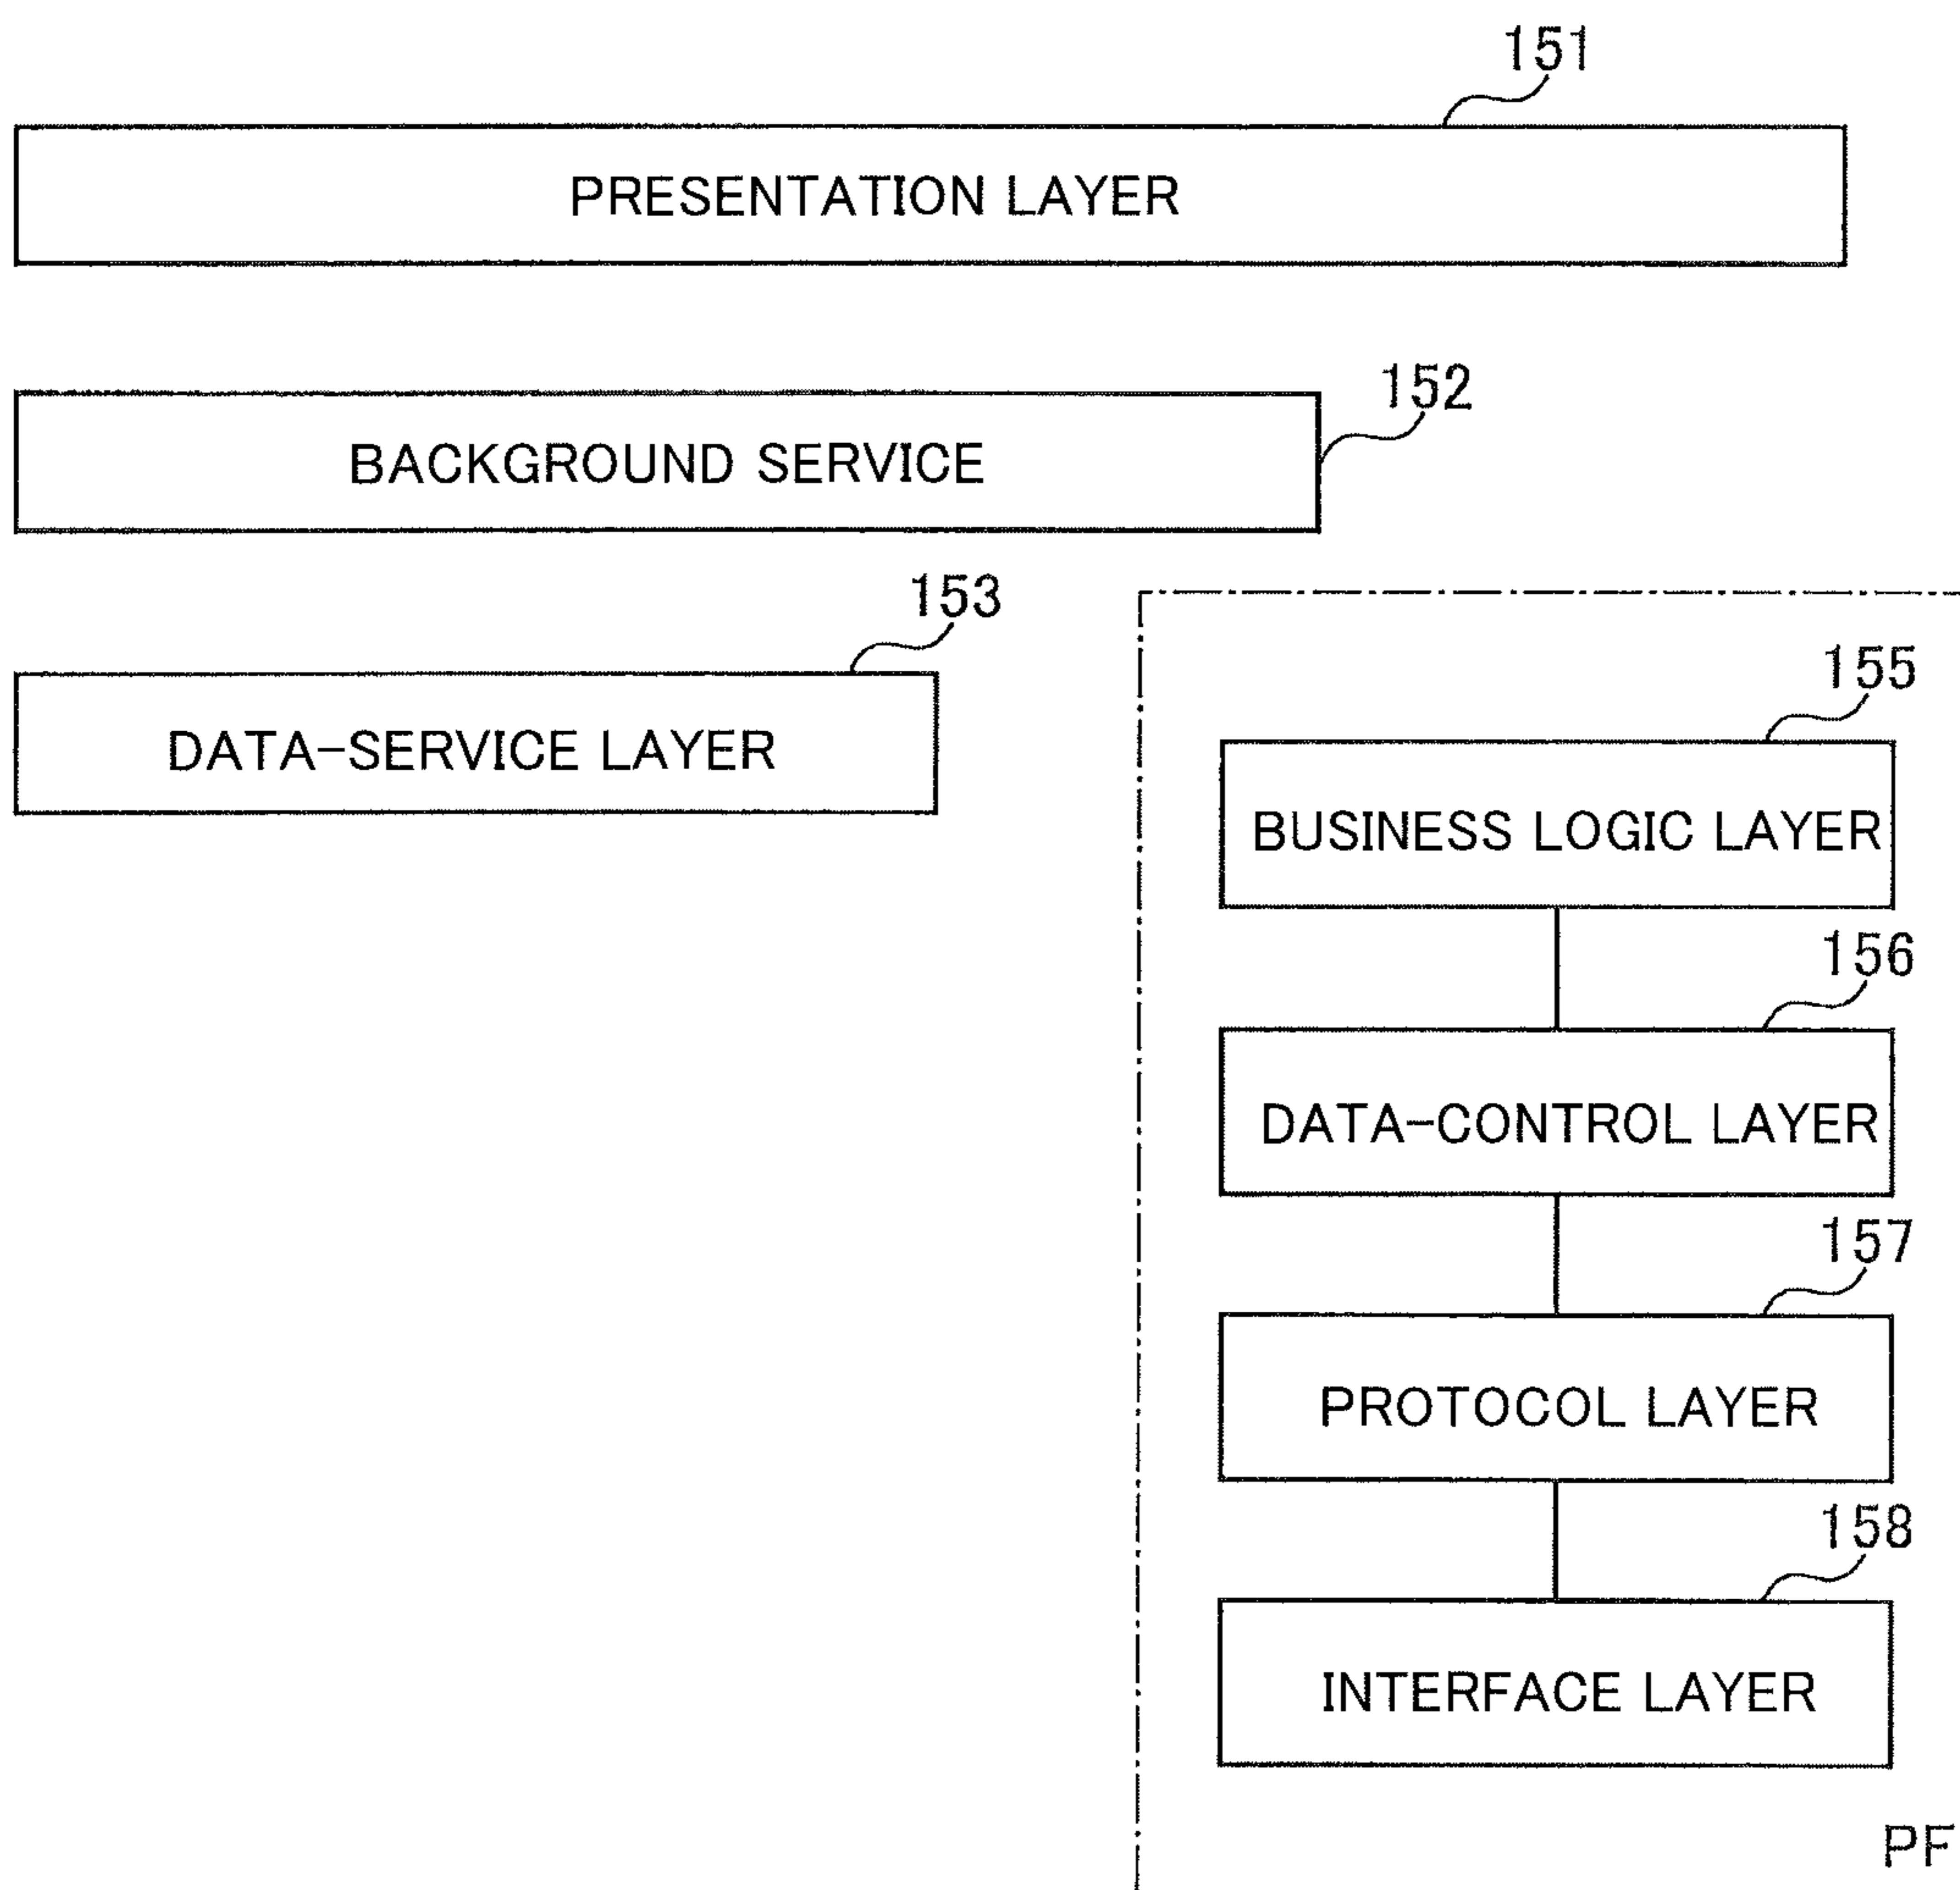 151
PRESENTATION LAYER
152
BACKGROUND SERVICE
153
DATA-SERVICE LAYER
155
BUSINESS LOGIC LAYER
156
DATA-CONTROL LAYER
157
PROTOCOL LAYER
158
INTERFACE LAYER
PF